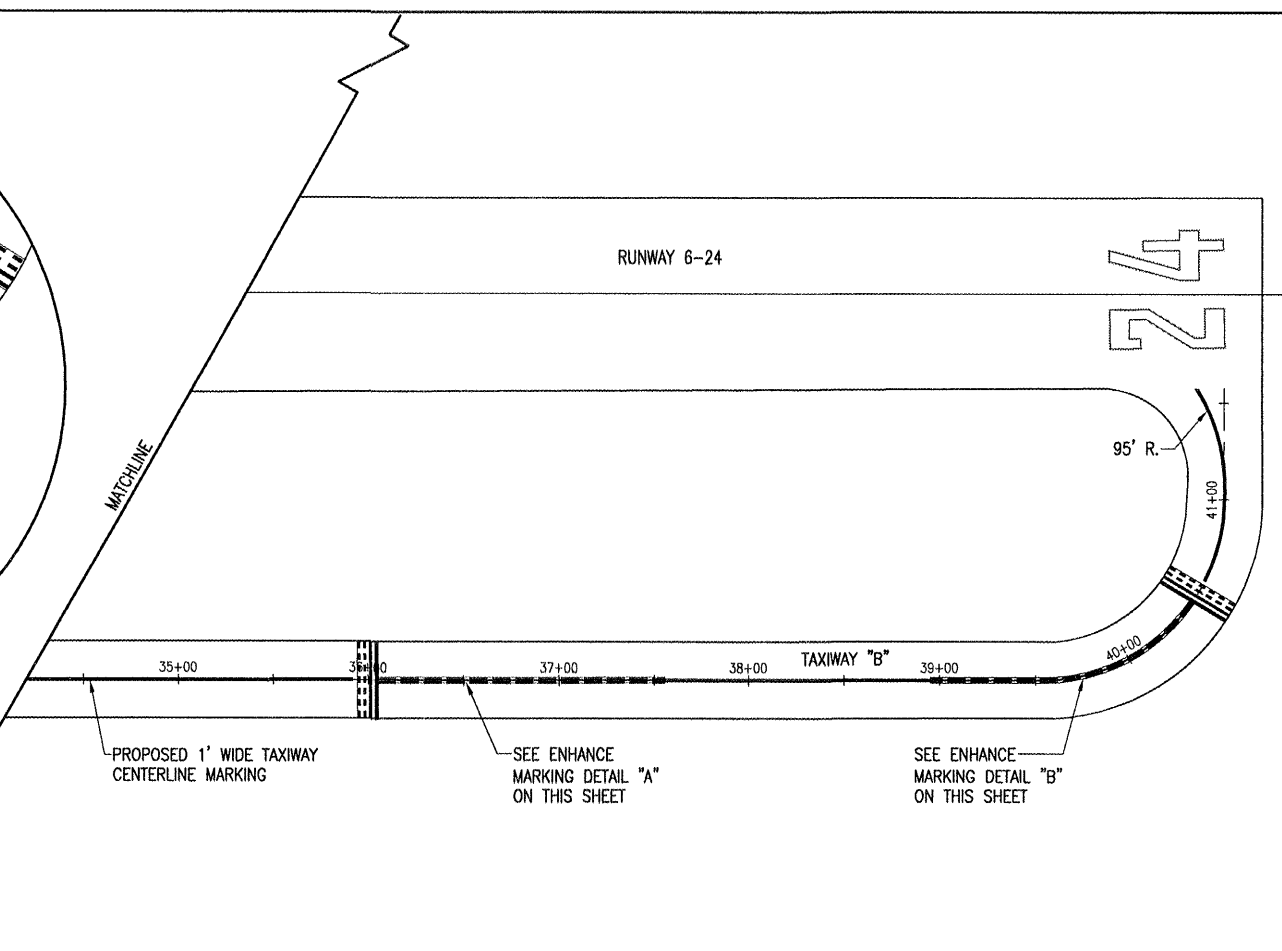 RUNWAY 6-24
24
MATCHLINE
95' R.
41+00
40+00
TAXIWAY "B"
35+00
36+00
37+00
38+00
39+00
PROPOSED 1' WIDE TAXIWAY
CENTERLINE MARKING
SEE ENHANCE
MARKING DETAIL "A"
ON THIS SHEET
SEE ENHANCE
MARKING DETAIL "B"
ON THIS SHEET